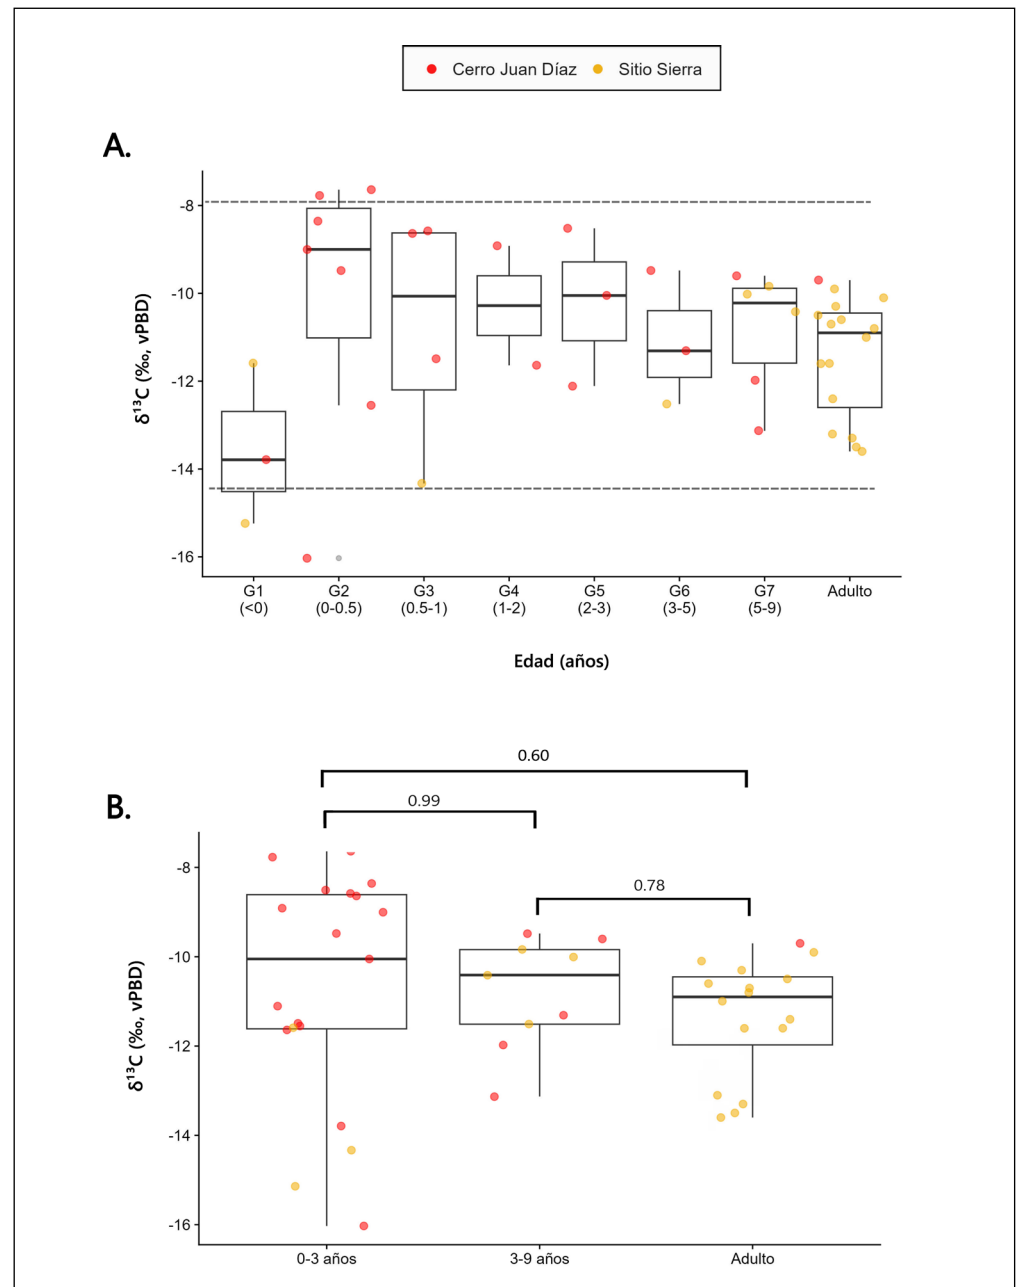 Cerro Juan Díaz Sitio Sierra
A.
δ¹³C (‰, vPBD)
-8
-10
-12
-14
-16
G1 G2 G3 G4 G5 G6 G7 Adulto
(<0) (0-0.5) (0.5-1) (1-2) (2-3) (3-5) (5-9)
Edad (años)
0.60
B.
0.99
0.78
δ¹³C (‰, vPBD)
-8
-10
-12
-14
-16
0-3 años 3-9 años Adulto